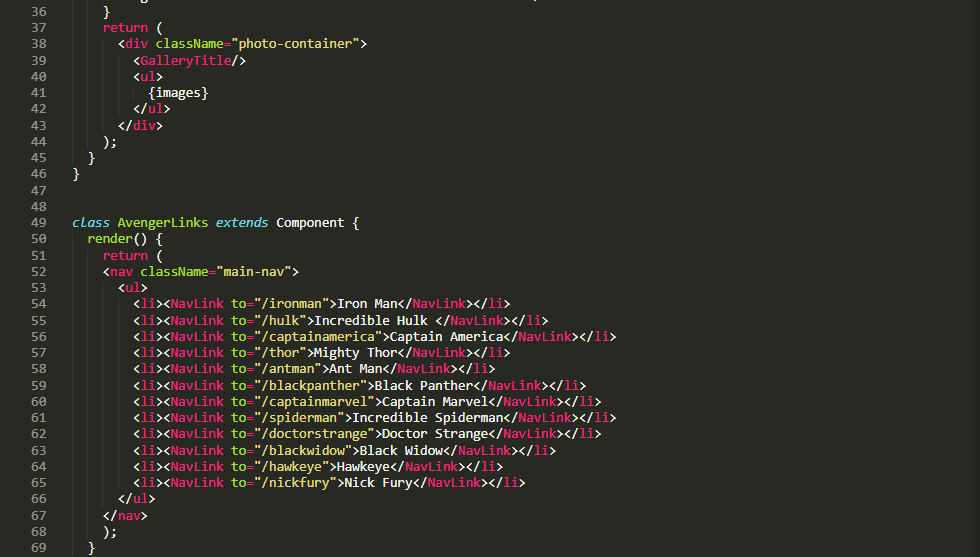 36 }
37 return (
38 <div className="photo-container">
39 <GalleryTitle/>
40 <ul>
41 {images}
42 </ul>
43 </div>
44 );
45 }
46 }
47
48
49 class AvengerLinks extends Component {
50 render() {
51 return (
52 <nav className="main-nav">
53 <ul>
54 <li><NavLink to="/ironman">Iron Man</NavLink></li>
55 <li><NavLink to="/hulk">Incredible Hulk </NavLink></li>
56 <li><NavLink to="/captainamerica">Captain America</NavLink></li>
57 <li><NavLink to="/thor">Mighty Thor</NavLink></li>
58 <li><NavLink to="/antman">Ant Man</NavLink></li>
59 <li><NavLink to="/blackpanther">Black Panther</NavLink></li>
60 <li><NavLink to="/captainmarvel">Captain Marvel</NavLink></li>
61 <li><NavLink to="/spiderman">Incredible Spiderman</NavLink></li>
62 <li><NavLink to="/doctorstrange">Doctor Strange</NavLink></li>
63 <li><NavLink to="/blackwidow">Black Widow</NavLink></li>
64 <li><NavLink to="/hawkeye">Hawkeye</NavLink></li>
65 <li><NavLink to="/nickfury">Nick Fury</NavLink></li>
66 </ul>
67 </nav>
68 );
69 }